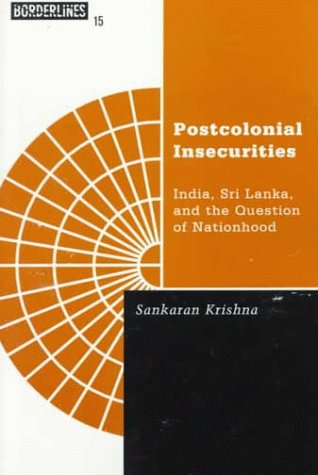 BORDERLINES 15
Postcolonial
Insecurities
India, Sri Lanka,
and the Question
of Nationhood
Sankaran Krishna